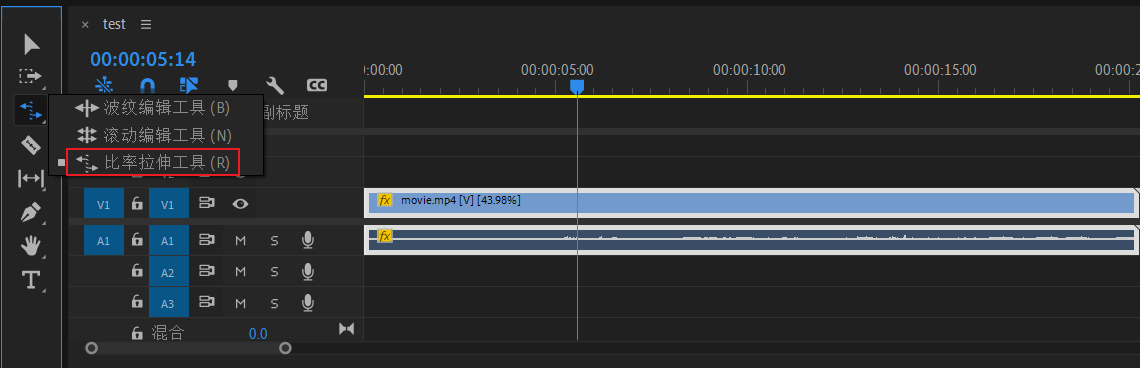 × test
00:00:05:14
:00:00
00:00:05:00
00:00:10:00
00:00:15:00
00:00:2
CC
波纹编辑工具 (B)
副标题
滚动编辑工具 (N)
比率拉伸工具 (R)
V1 V1
fx movie.mp4 [V] [43.98%]
A1 A1 M S
fx
A2 M S
A3 M S
混合 0.0
T